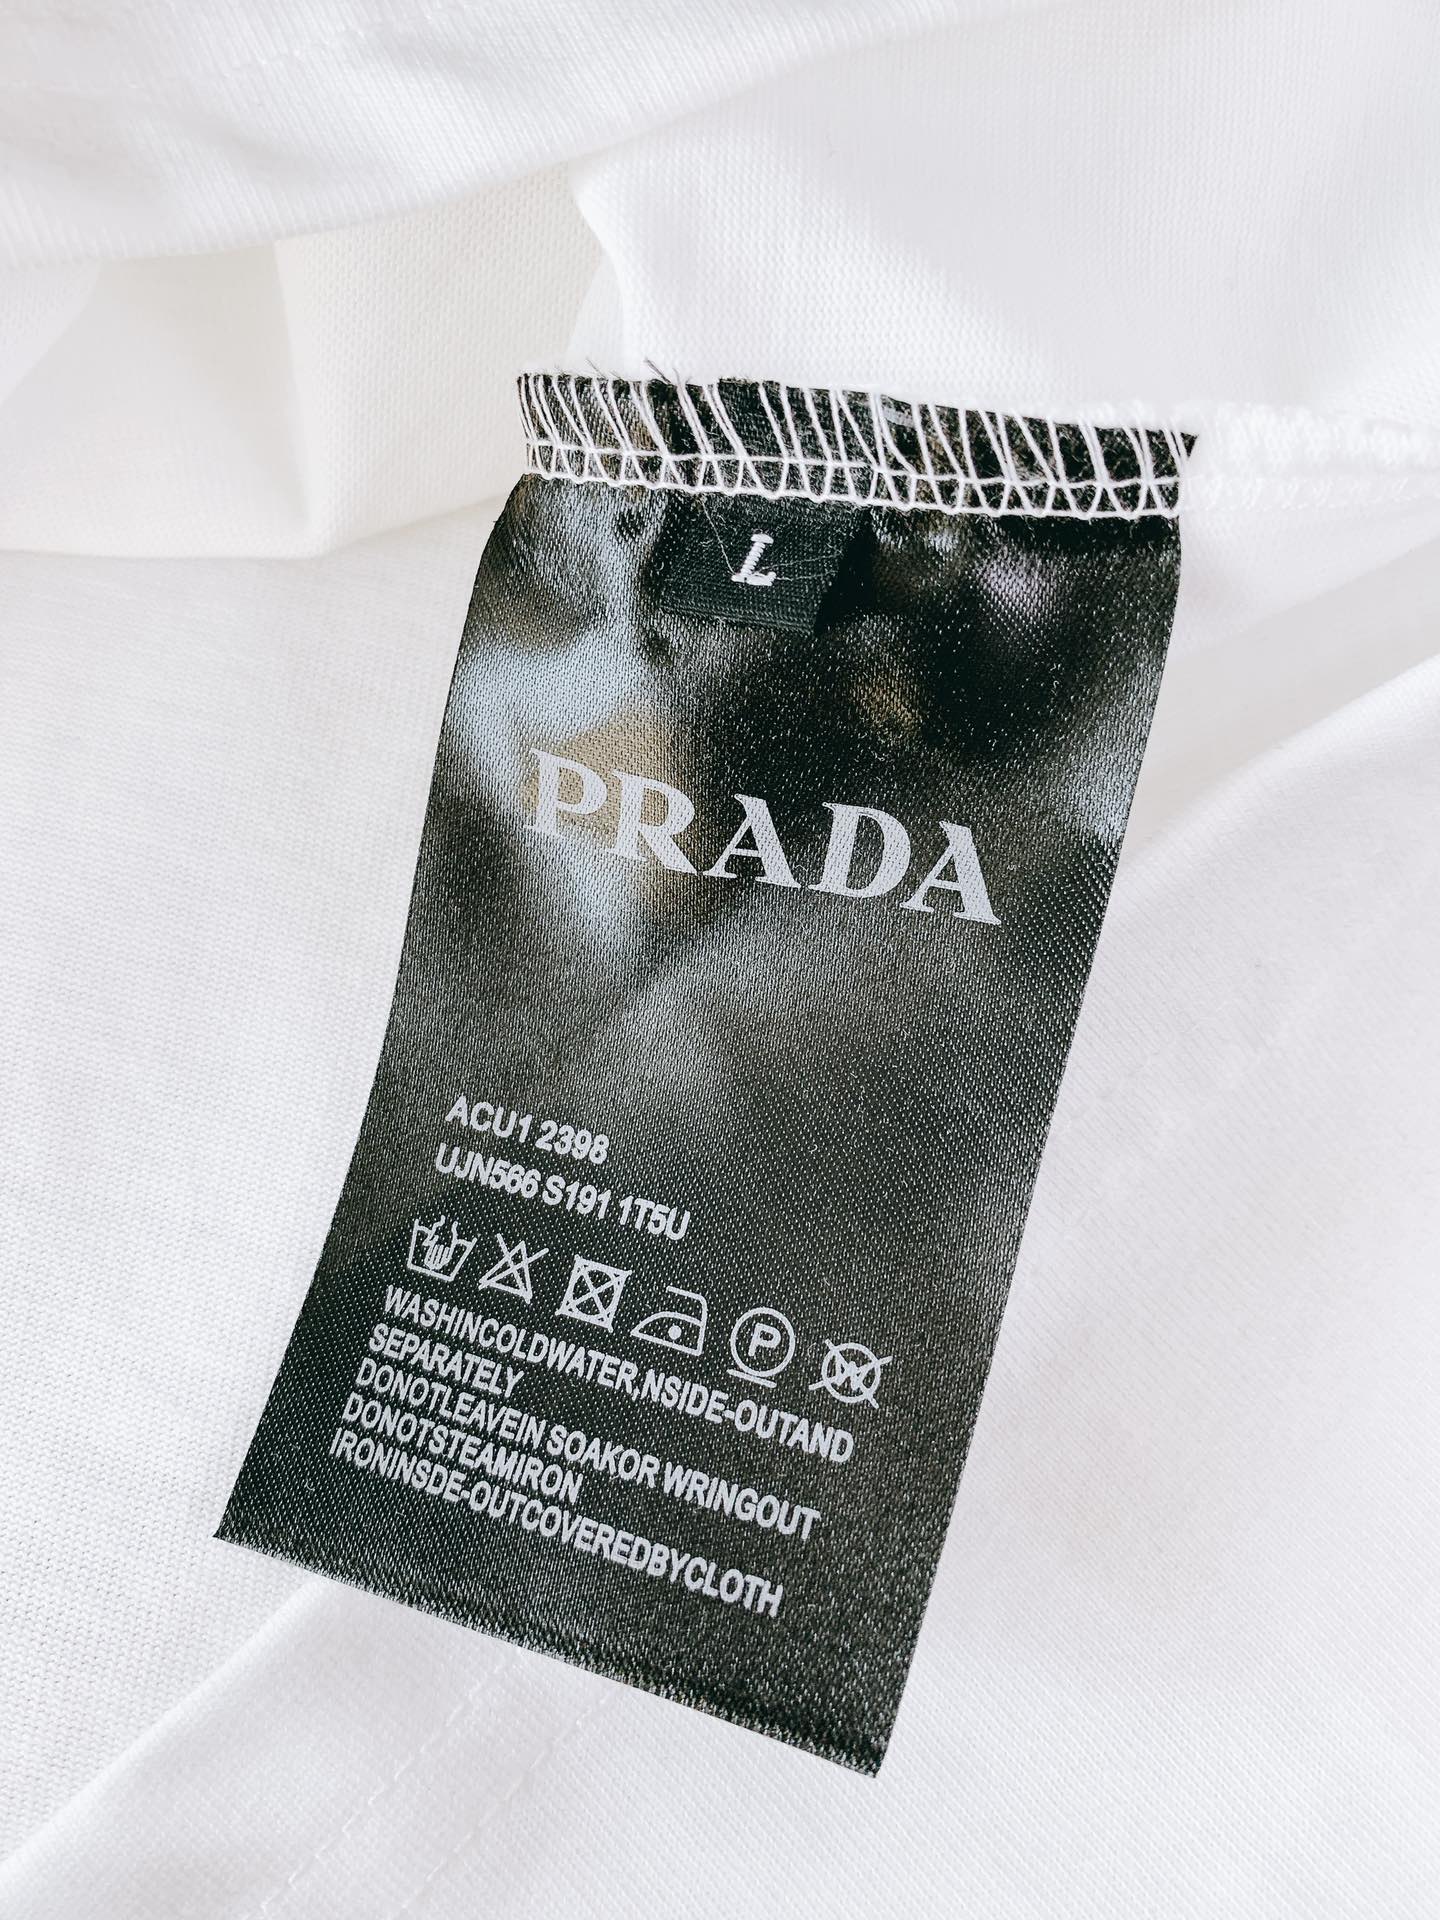 L
PRADA
ACU1 2398
UJN566 S191 1T5U
P
W
WASHINCOLDWATER,NSIDE-OUTAND
SEPARATELY
DONOTLEAVEIN SOAKOR WRINGOUT
DONOTSTEAMIRON
IRONINSDE-OUTCOVEREDBYCLOTH